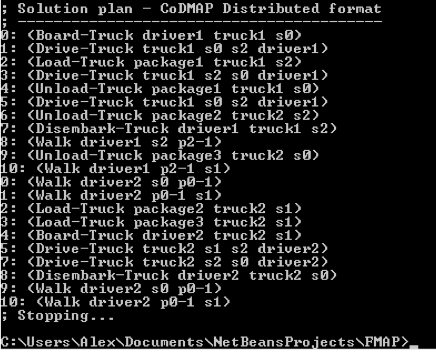 ; Solution plan - CoDMAP Distributed format
; -----------------------------------------
0: (Board-Truck driver1 truck1 s0)
1: (Drive-Truck truck1 s0 s2 driver1)
2: (Load-Truck package1 truck1 s2)
3: (Drive-Truck truck1 s2 s0 driver1)
4: (Unload-Truck package1 truck1 s0)
5: (Drive-Truck truck1 s0 s2 driver1)
6: (Unload-Truck package2 truck2 s2)
7: (Disembark-Truck driver1 truck1 s2)
8: (Walk driver1 s2 p2-1)
9: (Unload-Truck package3 truck2 s0)
10: (Walk driver1 p2-1 s1)
0: (Walk driver2 s0 p0-1)
1: (Walk driver2 p0-1 s1)
2: (Load-Truck package2 truck2 s1)
3: (Load-Truck package3 truck2 s1)
4: (Board-Truck driver2 truck2 s1)
5: (Drive-Truck truck2 s1 s2 driver2)
7: (Drive-Truck truck2 s2 s0 driver2)
8: (Disembark-Truck driver2 truck2 s0)
9: (Walk driver2 s0 p0-1)
10: (Walk driver2 p0-1 s1)
; Stopping...
C:\Users\Alex\Documents\NetBeansProjects\FMAP>_